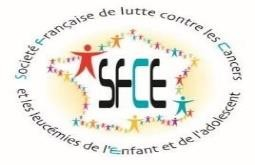 Société Française de lutte contre les Cancers
SFCE
et les leucémies de l'Enfant et de l'adolescent